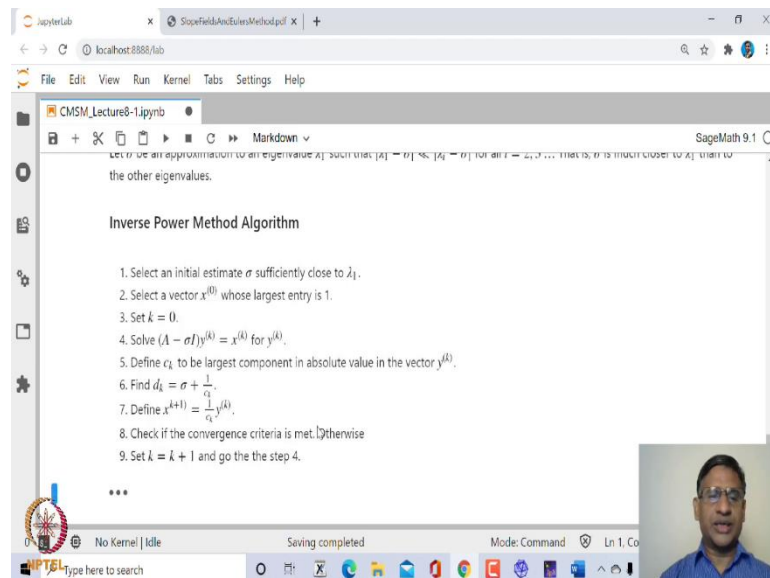 JupyterLab
SlopeFieldsAndEulersMethod.pdf
localhost:8888/lab
File Edit View Run Kernel Tabs Settings Help
CMSM_Lecture8-1.ipynb
Markdown
SageMath 9.1
the other eigenvalues.
Inverse Power Method Algorithm
1. Select an initial estimate σ sufficiently close to λ₁.
2. Select a vector x⁽⁰⁾ whose largest entry is 1.
3. Set k = 0.
4. Solve (A − σI)y⁽ᵏ⁾ = x⁽ᵏ⁾ for y⁽ᵏ⁾.
5. Define cₖ to be largest component in absolute value in the vector y⁽ᵏ⁾.
6. Find dₖ = σ + 1/cₖ.
7. Define xᵏ⁺¹⁾ = 1/cₖ y⁽ᵏ⁾.
8. Check if the convergence criteria is met. Otherwise
9. Set k = k + 1 and go the the step 4.
No Kernel | Idle Saving completed Mode: Command Ln 1, Co
NPTEL
Type here to search